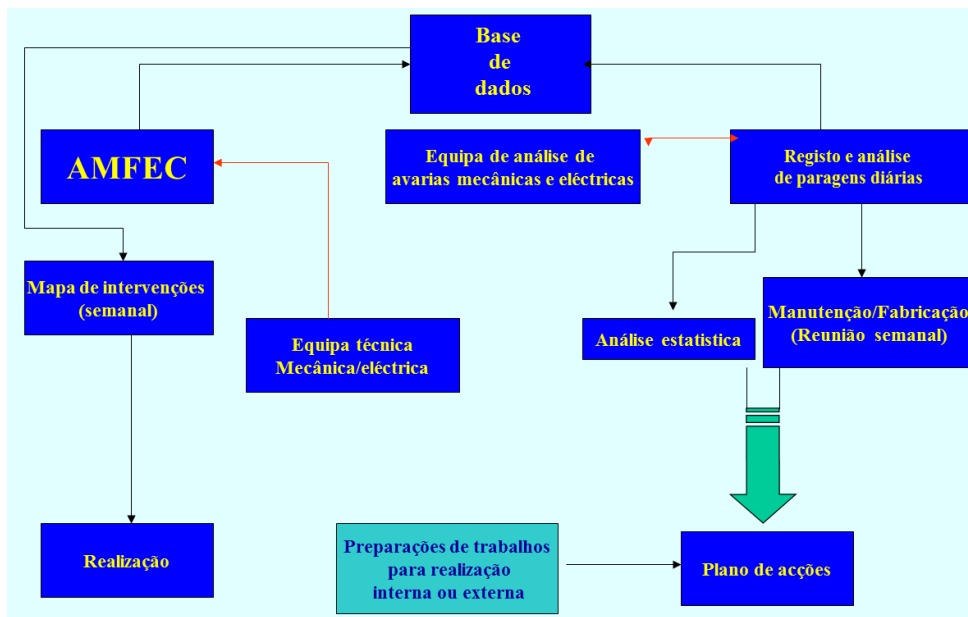 Base
de
dados
AMFEC
Equipa de análise de
avarias mecânicas e eléctricas
Registo e análise
de paragens diárias
Mapa de intervenções
(semanal)
Equipa técnica
Mecânica/eléctrica
Análise estatistica
Manutenção/Fabricação
(Reunião semanal)
Realização
Preparações de trabalhos
para realização
interna ou externa
Plano de acções